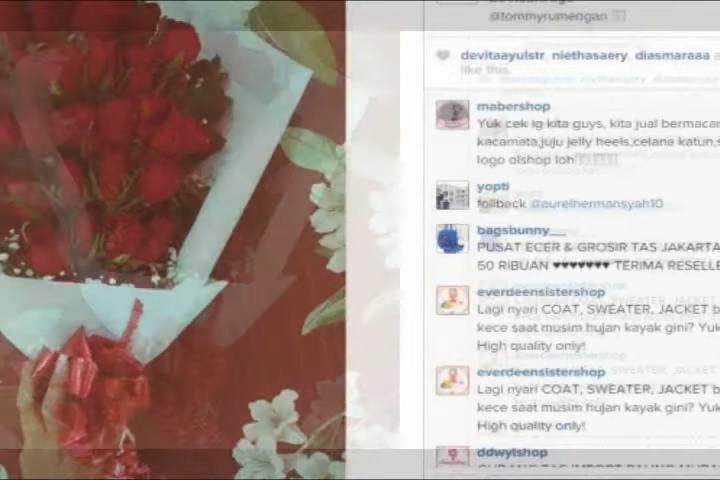 @tommyrumengan
devitaayulstr, niethasaery, diasmaraaa
like this.
mabershop
Yuk cek ig kita guys, kita jual bermacam
kacamata,juju jelly heels,celana katun,s
logo olshop loh
yopti
follback @aurelhermansyah10
bagsbunny__
PUSAT ECER & GROSIR TAS JAKARTA
50 RIBUAN ♥♥♥♥♥♥♥ TERIMA RESELLE
everdeensistershop
Lagi nyari COAT, SWEATER, JACKET b
kece saat musim hujan kayak gini? Yuk
High quality only!
everdeensistershop
Lagi nyari COAT, SWEATER, JACKET b
kece saat musim hujan kayak gini? Yuk
High quality only!
ddwylshop